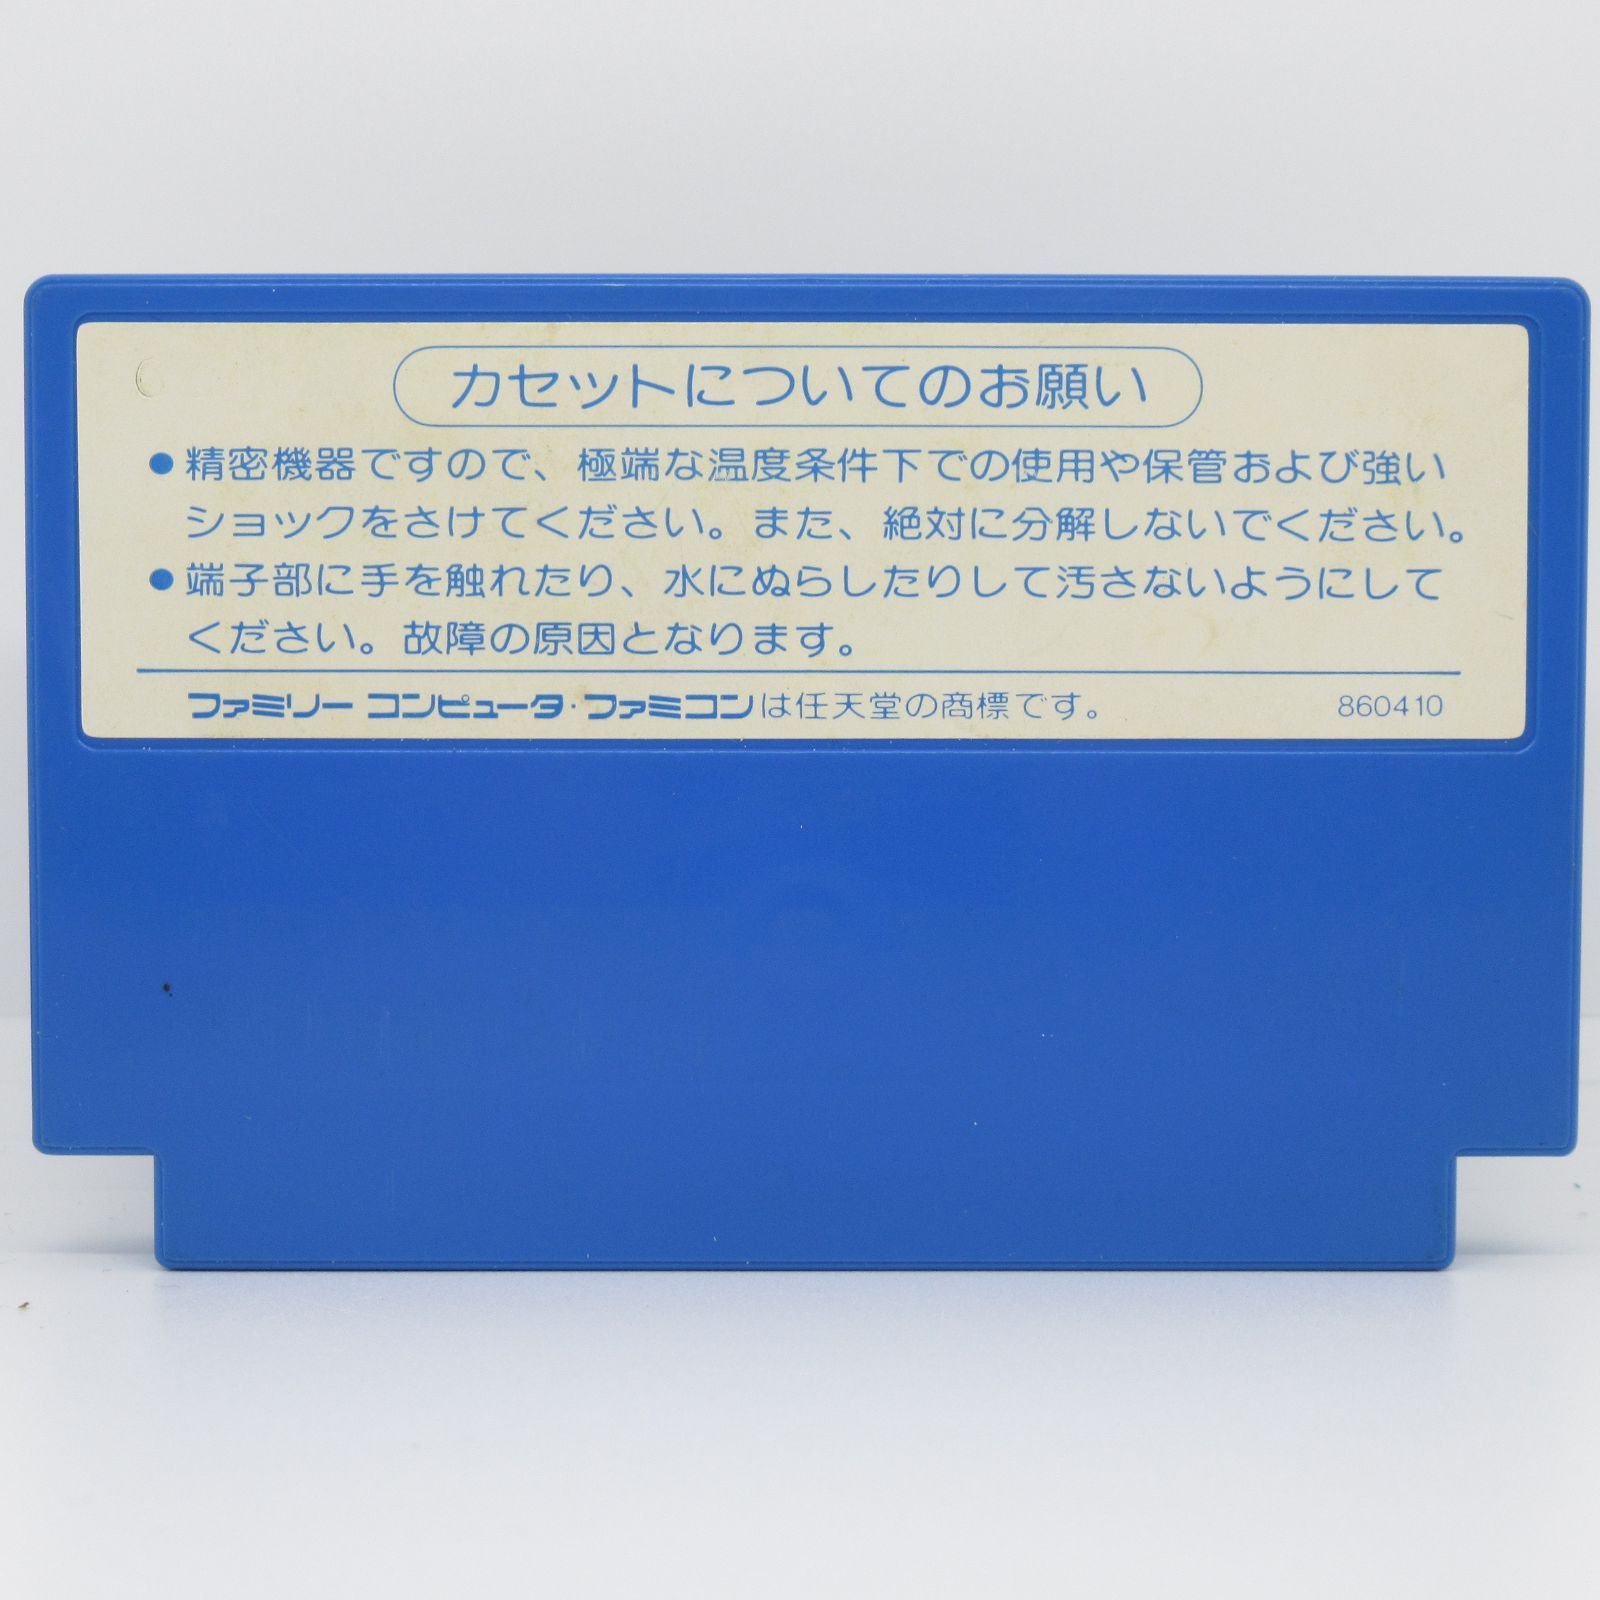 カセットについてのお願い
●精密機器ですので、極端な温度条件下での使用や保管および強い
ショックをさけてください。また、絶対に分解しないでください。
●端子部に手を触れたり、水にぬらしたりして汚さないようにして
ください。故障の原因となります。
ファミリーコンピュータ・ファミコンは任天堂の商標です。 860410